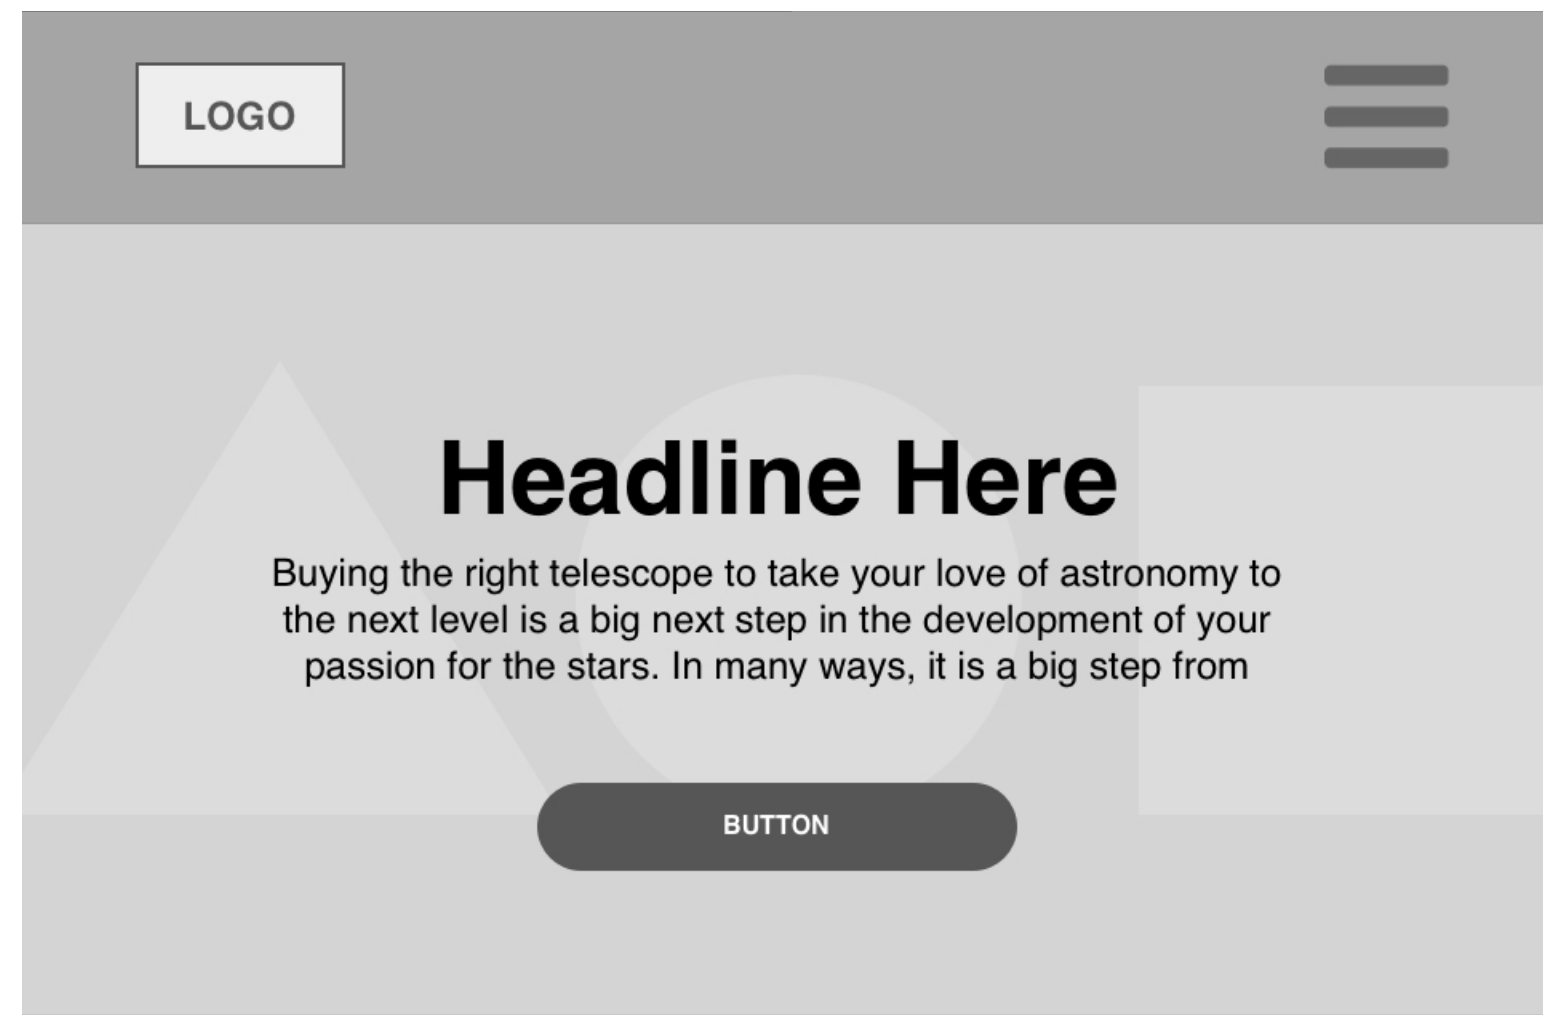 LOGO
Headline Here
Buying the right telescope to take your love of astronomy to
the next level is a big next step in the development of your
passion for the stars. In many ways, it is a big step from
BUTTON